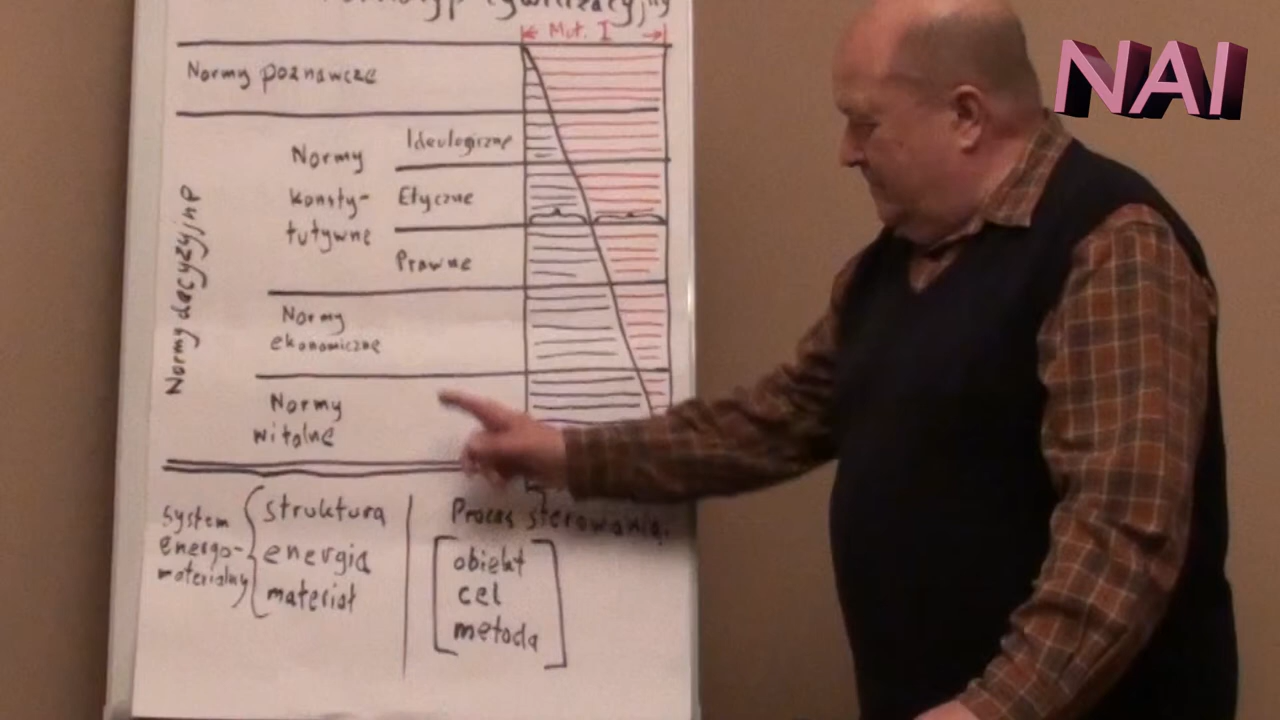 Mot. I
NAI
Normy poznawcze
Normy decyzyjne
Normy
konsty-
tutywne
Ideologiczne
Etyczne
Prawne
Normy
ekonomiczne
Normy
witalne
System
energo-
materialny
struktura
energia
materiał
Proces sterowania.
obiekt
cel
metoda